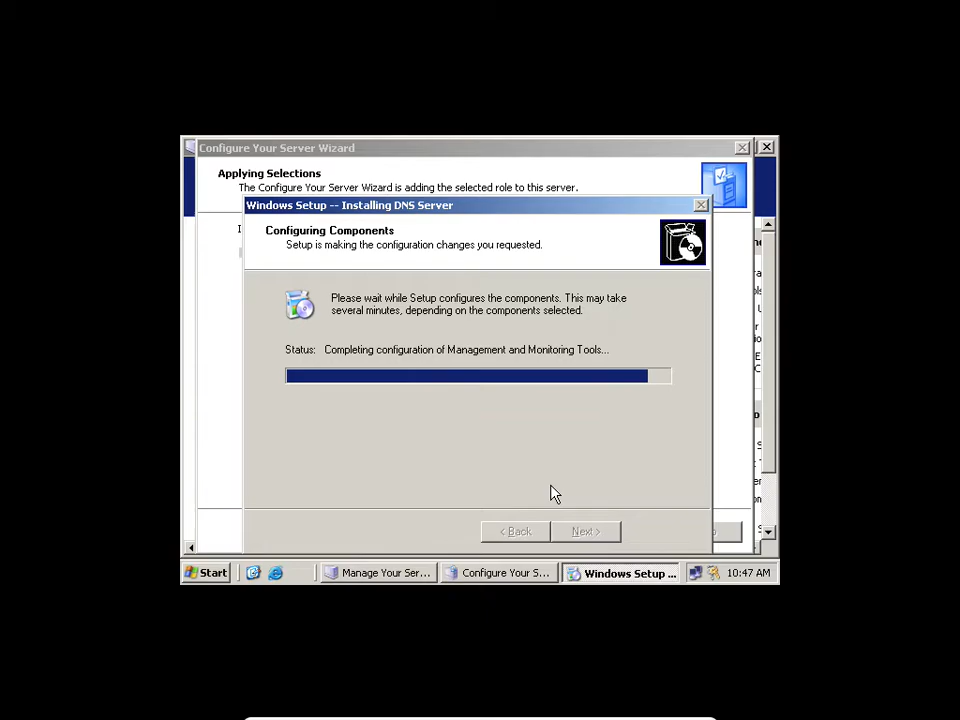 Configure Your Server Wizard
Applying Selections
The Configure Your Server Wizard is adding the selected role to this server.
Windows Setup -- Installing DNS Server
Configuring Components
Setup is making the configuration changes you requested.
Please wait while Setup configures the components. This may take
several minutes, depending on the components selected.
Status: Completing configuration of Management and Monitoring Tools...
< Back Next >
Start Manage Your Ser... Configure Your S... Windows Setup ... 10:47 AM